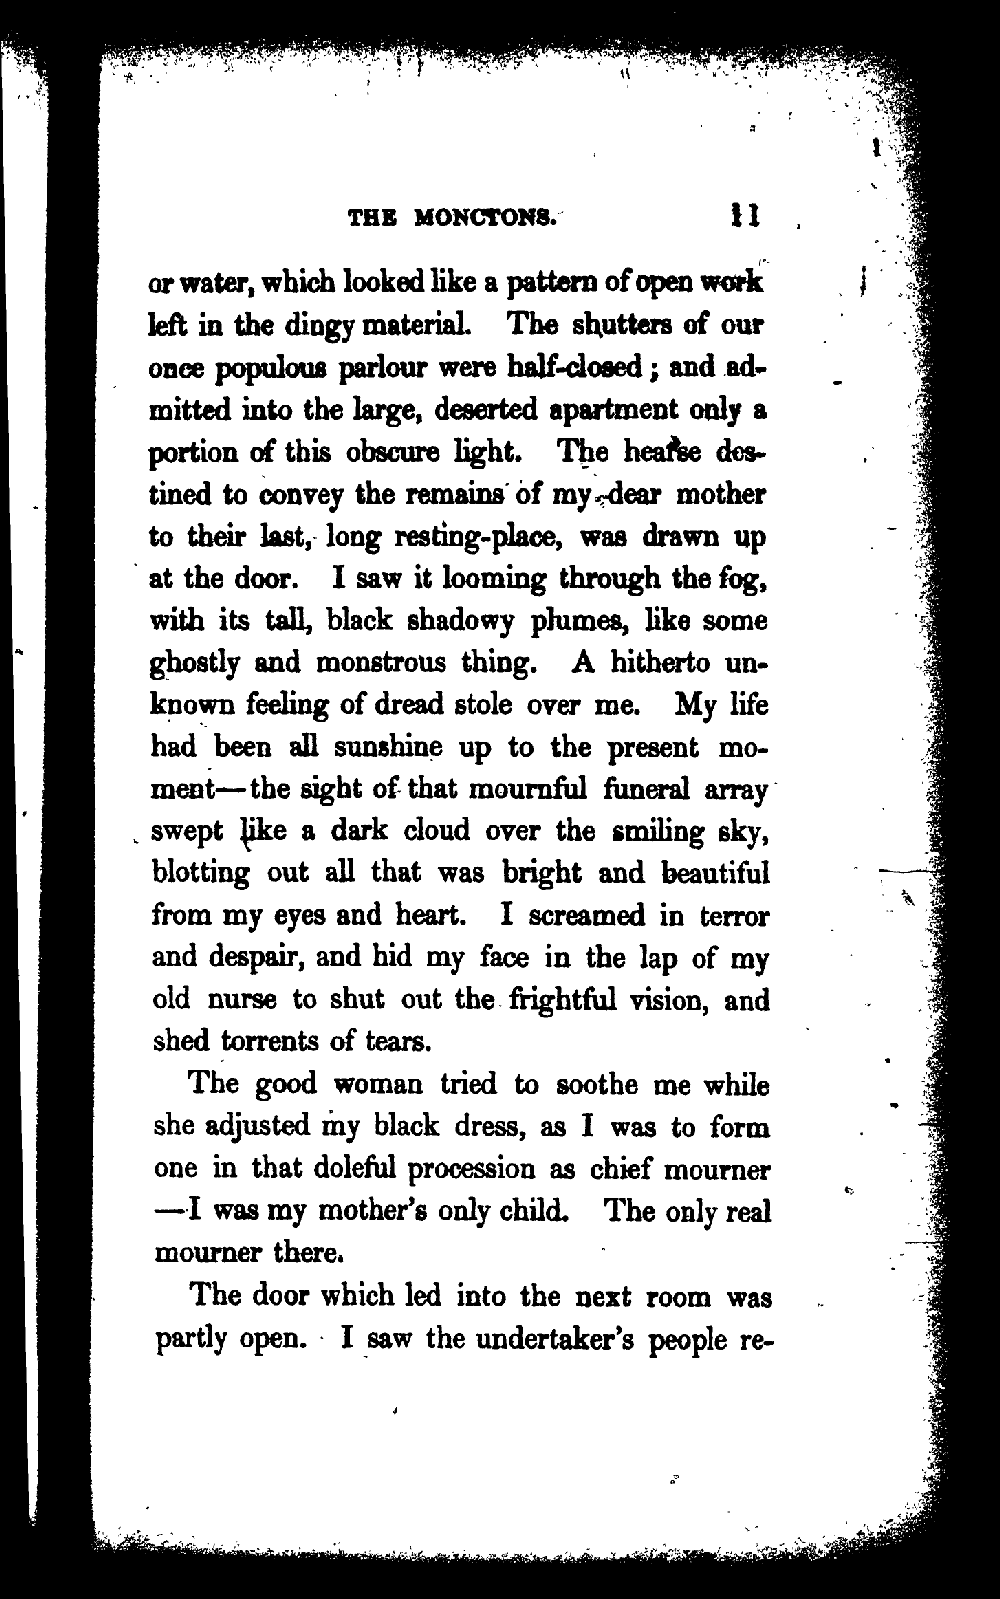 THE MONCTONS. 11
or water, which looked like a pattern of open work
left in the dingy material. The shutters of our
once populous parlour were half-closed; and ad-
mitted into the large, deserted apartment only a
portion of this obscure light. The hearse des-
tined to convey the remains of my dear mother
to their last, long resting-place, was drawn up
at the door. I saw it looming through the fog,
with its tall, black shadowy plumes, like some
ghostly and monstrous thing. A hitherto un-
known feeling of dread stole over me. My life
had been all sunshine up to the present mo-
ment—the sight of that mournful funeral array
swept like a dark cloud over the smiling sky,
blotting out all that was bright and beautiful
from my eyes and heart. I screamed in terror
and despair, and hid my face in the lap of my
old nurse to shut out the frightful vision, and
shed torrents of tears.
The good woman tried to soothe me while
she adjusted my black dress, as I was to form
one in that doleful procession as chief mourner
—I was my mother's only child. The only real
mourner there.
The door which led into the next room was
partly open. I saw the undertaker's people re-